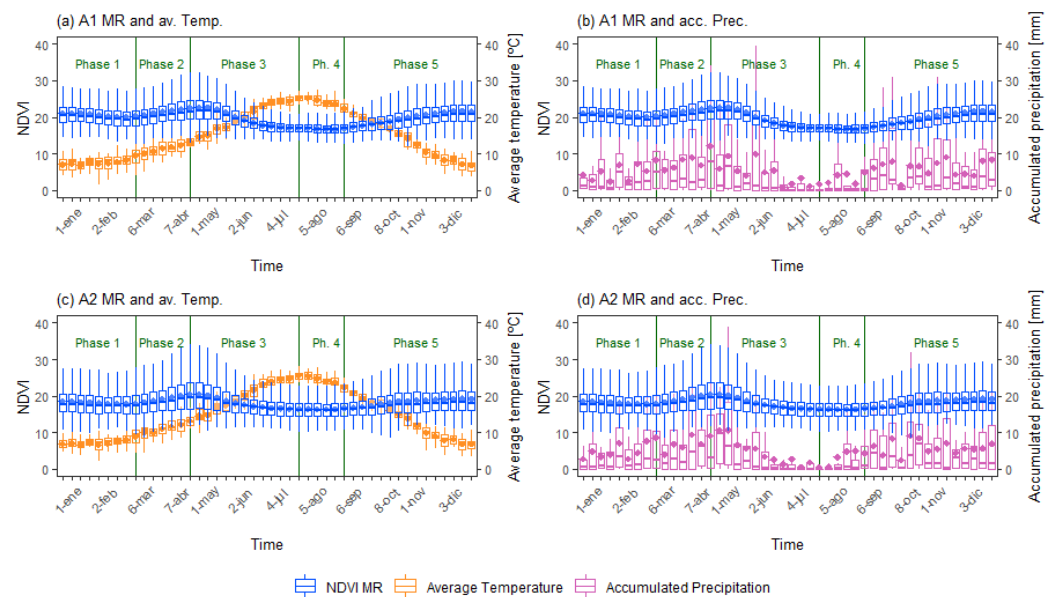 (a) A1 MR and av. Temp.
40
30
20
10
0
NDVI
Phase 1 Phase 2 Phase 3 Ph. 4 Phase 5
40
30
20
10
0
Average temperature [ºC]
1-ene 2-feb 6-mar 7-abr 1-may 2-jun 4-jul 5-ago 6-sep 8-oct 1-nov 3-dic
Time
(b) A1 MR and acc. Prec.
40
30
20
10
0
NDVI
Phase 1 Phase 2 Phase 3 Ph. 4 Phase 5
40
30
20
10
0
Accumulated precipitation [mm]
1-ene 2-feb 6-mar 7-abr 1-may 2-jun 4-jul 5-ago 6-sep 8-oct 1-nov 3-dic
Time
(c) A2 MR and av. Temp.
40
30
20
10
0
NDVI
Phase 1 Phase 2 Phase 3 Ph. 4 Phase 5
40
30
20
10
0
Average temperature [ºC]
1-ene 2-feb 6-mar 7-abr 1-may 2-jun 4-jul 5-ago 6-sep 8-oct 1-nov 3-dic
Time
(d) A2 MR and acc. Prec.
40
30
20
10
0
NDVI
Phase 1 Phase 2 Phase 3 Ph. 4 Phase 5
40
30
20
10
0
Accumulated precipitation [mm]
1-ene 2-feb 6-mar 7-abr 1-may 2-jun 4-jul 5-ago 6-sep 8-oct 1-nov 3-dic
Time
NDVI MR Average Temperature Accumulated Precipitation